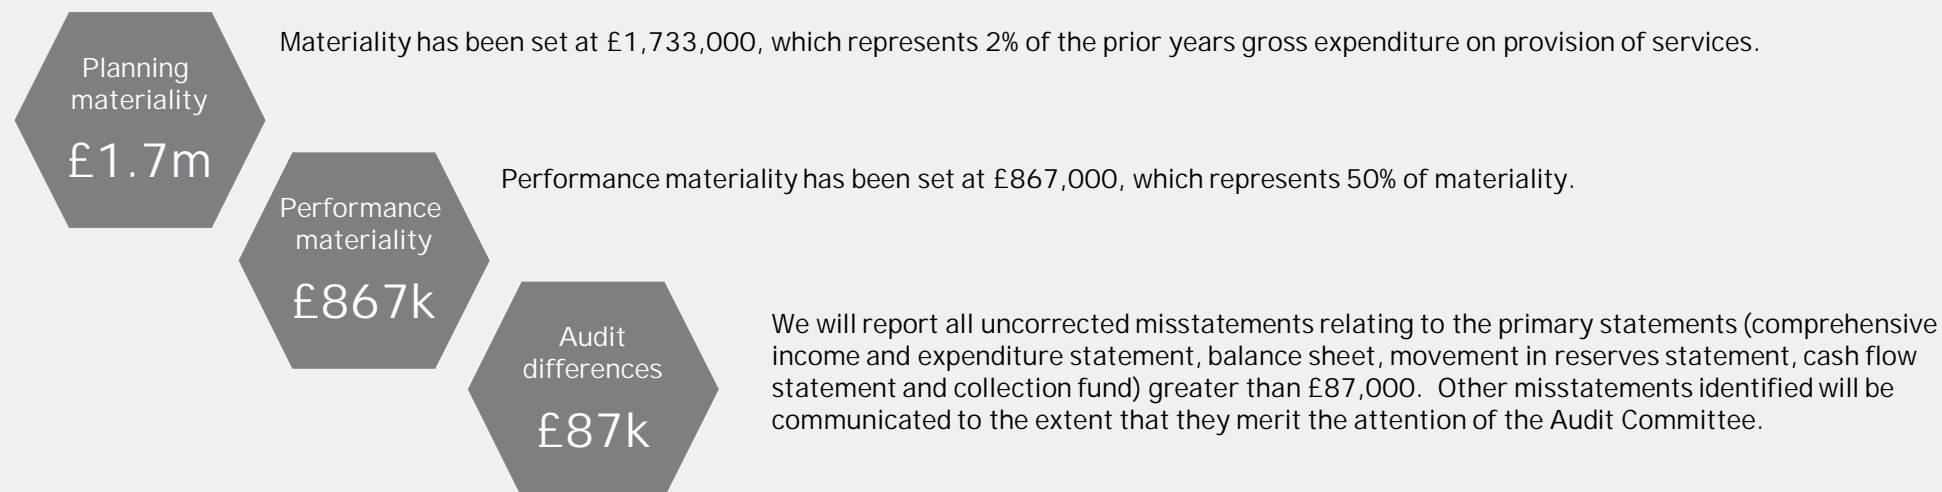 Planning
materiality
£1.7m
Materiality has been set at £1,733,000, which represents 2% of the prior years gross expenditure on provision of services.
Performance
materiality
£867k
Performance materiality has been set at £867,000, which represents 50% of materiality.
Audit
differences
£87k
We will report all uncorrected misstatements relating to the primary statements (comprehensive
income and expenditure statement, balance sheet, movement in reserves statement, cash flow
statement and collection fund) greater than £87,000. Other misstatements identified will be
communicated to the extent that they merit the attention of the Audit Committee.